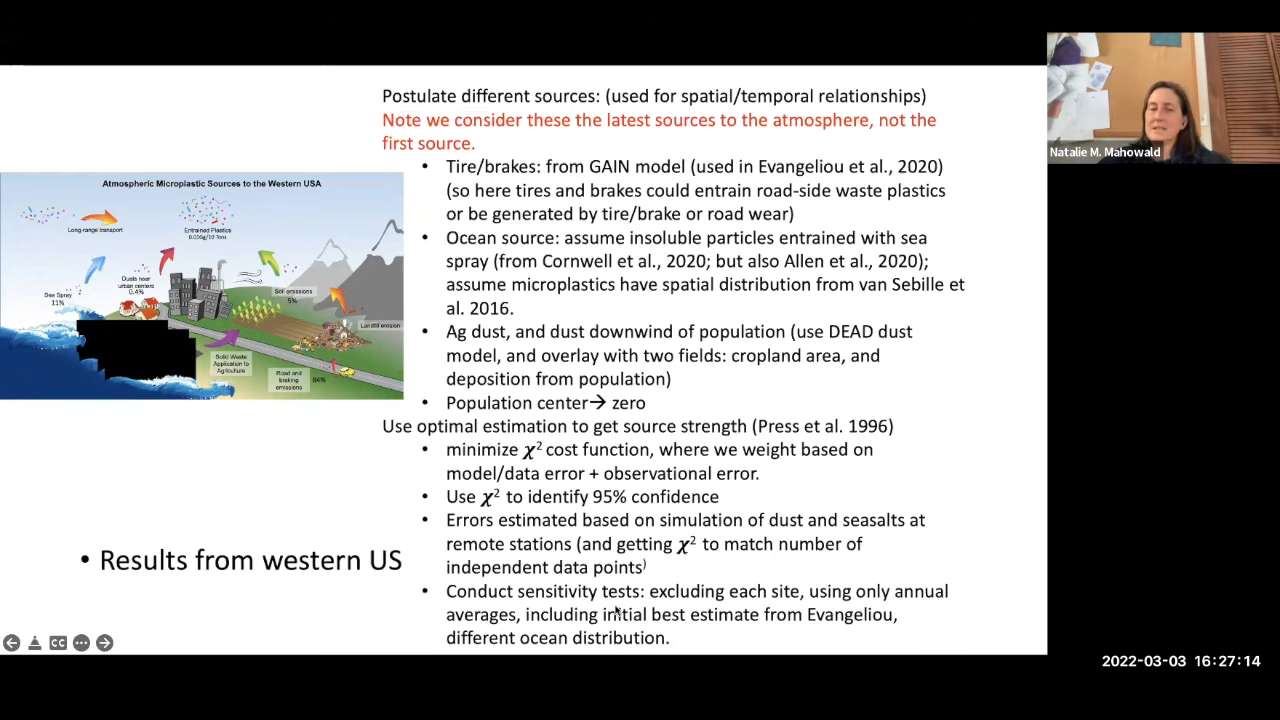 Postulate different sources: (used for spatial/temporal relationships)
Note we consider these the latest sources to the atmosphere, not the
first source.
• Tire/brakes: from GAIN model (used in Evangeliou et al., 2020)
(so here tires and brakes could entrain road-side waste plastics
or be generated by tire/brake or road wear)
• Ocean source: assume insoluble particles entrained with sea
spray (from Cornwell et al., 2020; but also Allen et al., 2020);
assume microplastics have spatial distribution from van Sebille et
al. 2016.
• Ag dust, and dust downwind of population (use DEAD dust
model, and overlay with two fields: cropland area, and
deposition from population)
• Population center→ zero
Use optimal estimation to get source strength (Press et al. 1996)
• minimize χ² cost function, where we weight based on
model/data error + observational error.
• Use χ² to identify 95% confidence
• Errors estimated based on simulation of dust and seasalts at
remote stations (and getting χ² to match number of
independent data points)
• Conduct sensitivity tests: excluding each site, using only annual
averages, including initial best estimate from Evangeliou,
different ocean distribution.
Atmospheric Microplastic Sources to the Western USA
Long-range transport
Entrained Plastics
Dusts near
urban centers
0.4%
Sea Spray
11%
Soil emissions
5%
Landfill erosion
Solid Waste
Application to
Agriculture
Road and
braking
emissions
84%
• Results from western US
CC
Natalie M. Mahowald
2022-03-03 16:27:14